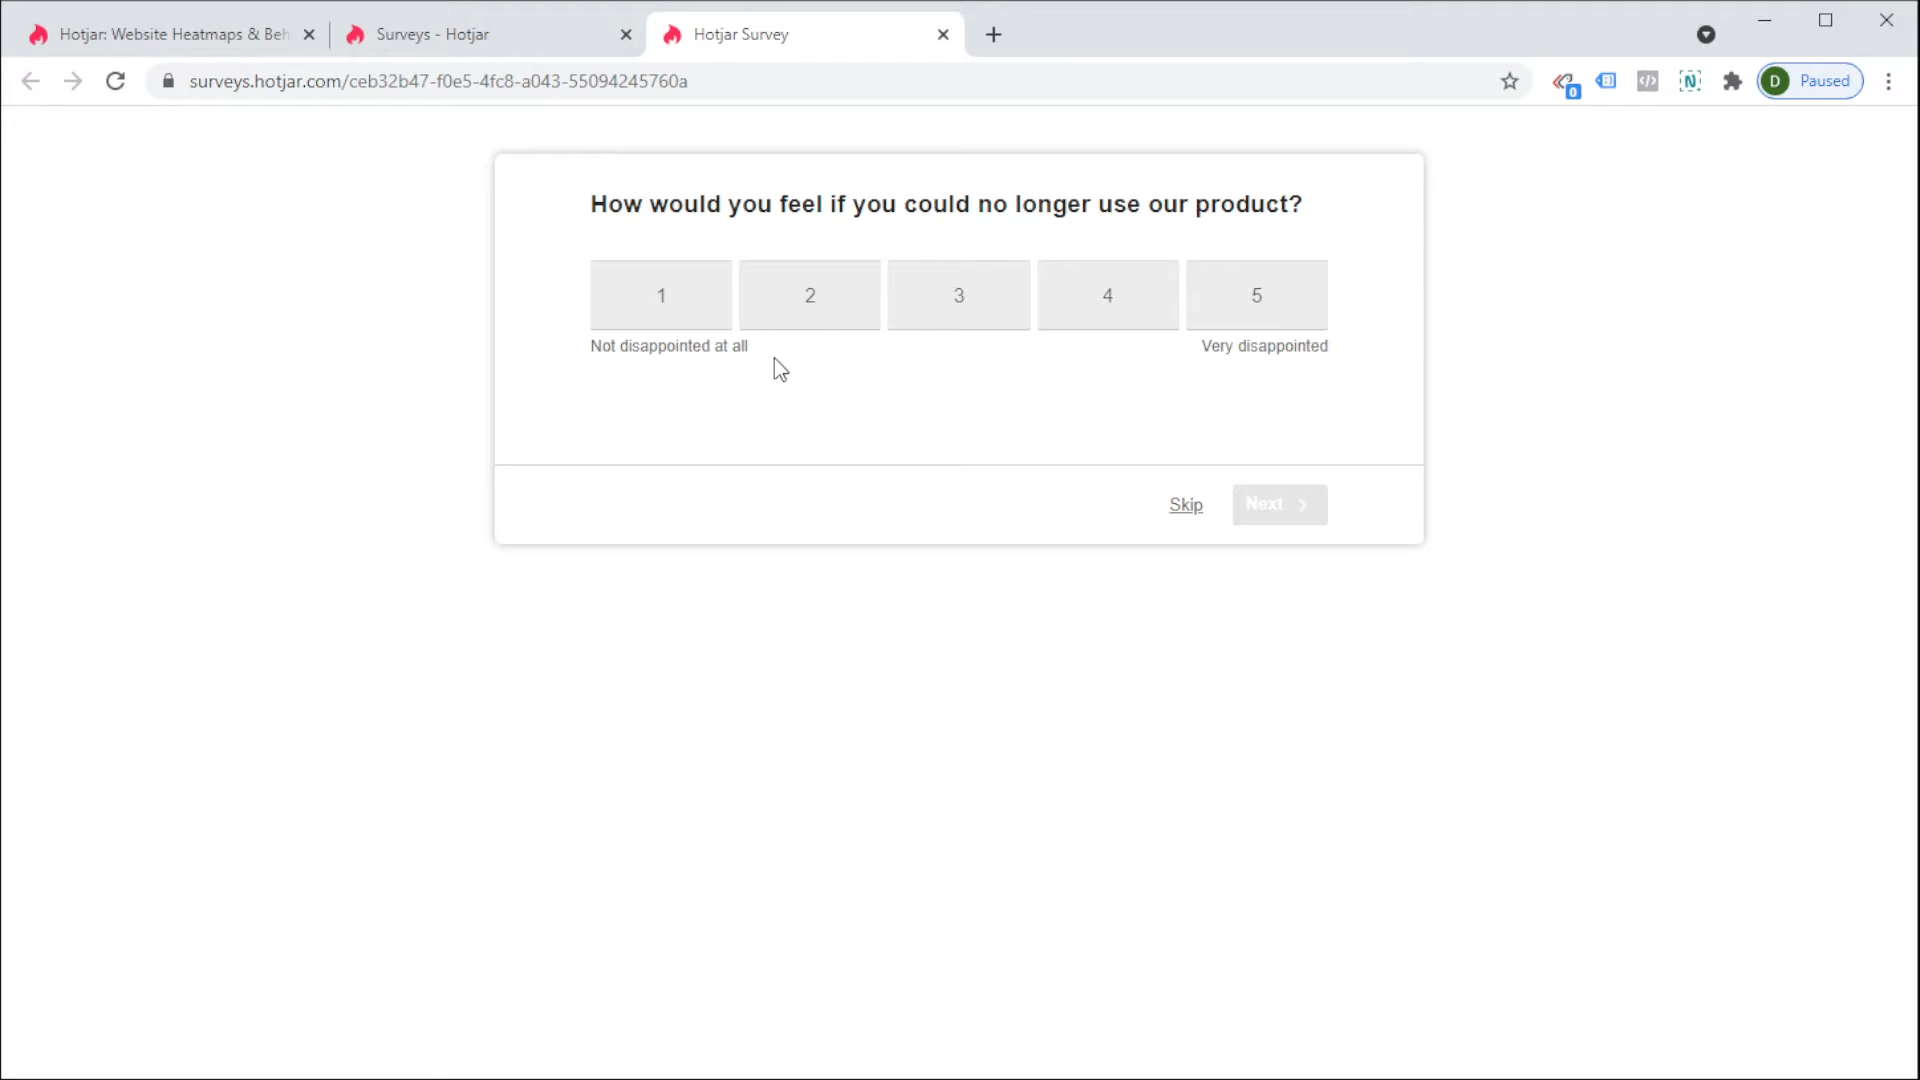 Hotjar: Website Heatmaps & Beh
Surveys - Hotjar
Hotjar Survey
surveys.hotjar.com/ceb32b47-f0e5-4fc8-a043-55094245760a
0
N
D
Paused
How would you feel if you could no longer use our product?
1 2 3 4 5
Not disappointed at all Very disappointed
Skip Next